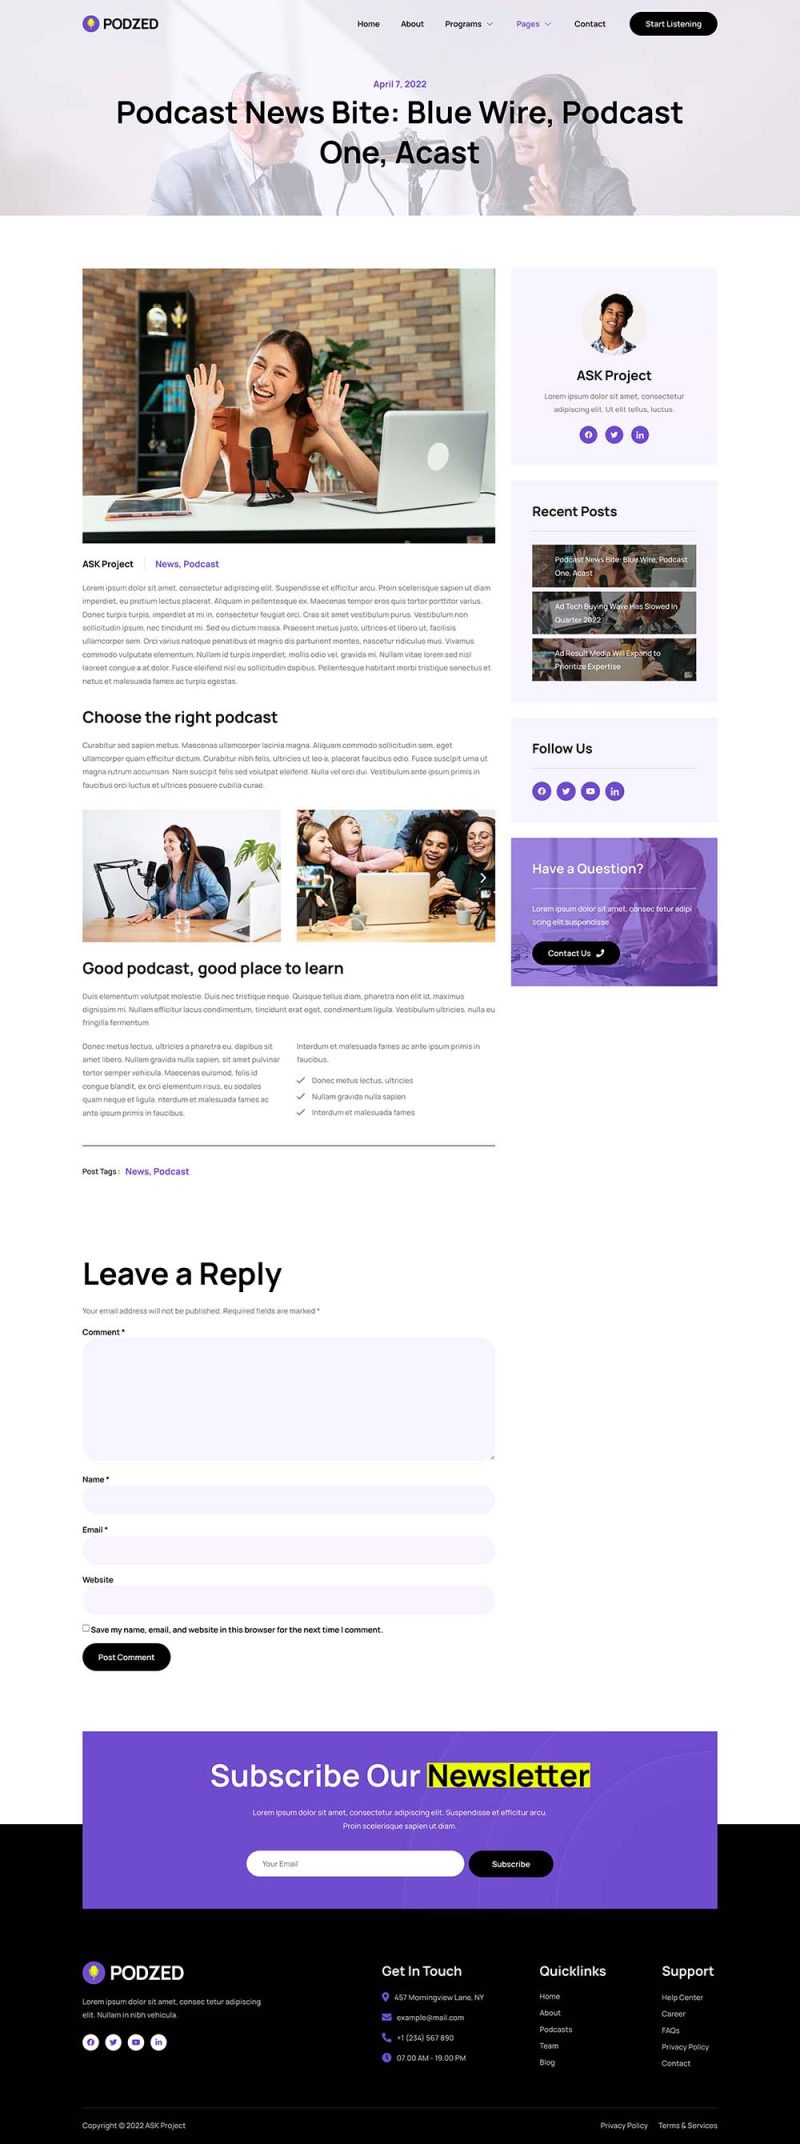 PODZED
Home About Programs Pages Contact Start Listening
April 7, 2022
Podcast News Bite: Blue Wire, Podcast
One, Acast
ASK Project
News, Podcast
Lorem ipsum dolor sit amet, consectetur adipiscing elit. Suspendisse et efficitur arcu. Proin scelerisque sapien ut diam
imperdiet, eu pretium lectus placerat. Aliquam in pellentesque ex. Maecenas tempor eros quis tortor porttitor varius.
Donec turpis turpis, imperdiet at mi in, consectetur feugiat orci. Cras sit amet vestibulum purus. Vestibulum non
sollicitudin ipsum, nec tincidunt mi. Sed eu dictum massa. Praesent metus justo, ultrices et libero ut, facilisis
ullamcorper sem. Orci varius natoque penatibus et magnis dis parturient montes, nascetur ridiculus mus. Vivamus
commodo vulputate elementum. Nullam id turpis imperdiet, mollis odio vel, gravida mi. Nullam vitae lorem sed nisl
laoreet congue a at dolor. Fusce eleifend nisl eu sollicitudin dapibus. Pellentesque habitant morbi tristique senectus et
netus et malesuada fames ac turpis egestas.
Choose the right podcast
Curabitur sed sapien metus. Maecenas ullamcorper lacinia magna. Aliquam commodo sollicitudin sem, eget
ullamcorper quam efficitur dictum. Curabitur nibh felis, ultricies ut leo a, placerat faucibus odio. Fusce suscipit urna ut
magna rutrum accumsan. Nam suscipit felis sed volutpat eleifend. Nulla vel orci dui. Vestibulum ante ipsum primis in
faucibus orci luctus et ultrices posuere cubilia curae.
Good podcast, good place to learn
Duis elementum volutpat molestie. Duis nec tristique neque. Quisque tellus diam, pharetra non elit id, maximus
dignissim mi. Nullam efficitur lacus condimentum, tincidunt erat eget, condimentum ligula. Vestibulum ultricies, nulla eu
fringilla fermentum
Donec metus lectus, ultricies a pharetra eu, dapibus sit
amet libero. Nullam gravida nulla sapien, sit amet pulvinar
tortor semper vehicula. Maecenas euismod, felis id
congue blandit, ex orci elementum risus, eu sodales
quam neque et ligula. nterdum et malesuada fames ac
ante ipsum primis in faucibus.
Interdum et malesuada fames ac ante ipsum primis in
faucibus.
Donec metus lectus, ultricies
Nullam gravida nulla sapien
Interdum et malesuada fames
Post Tags : News, Podcast
ASK Project
Lorem ipsum dolor sit amet, consectetur
adipiscing elit. Ut elit tellus, luctus.
Recent Posts
Podcast News Bite: Blue Wire, Podcast
One, Acast
Ad Tech Buying Wave Has Slowed In
Quarter 2022
Ad Result Media Will Expand to
Prioritize Expertise
Follow Us
Have a Question?
Lorem ipsum dolor sit amet, consec tetur adipi
scing elit suspendisse.
Contact Us
Leave a Reply
Your email address will not be published. Required fields are marked *
Comment *
Name *
Email *
Website
Save my name, email, and website in this browser for the next time I comment.
Post Comment
Subscribe Our Newsletter
Lorem ipsum dolor sit amet, consectetur adipiscing elit. Suspendisse et efficitur arcu.
Proin scelerisque sapien ut diam.
Your Email
Subscribe
PODZED
Lorem ipsum dolor sit amet, consec tetur adipiscing
elit. Nullam in nibh vehicula.
Get In Touch
457 Morningview Lane, NY
example@mail.com
+1 (234) 567 890
07.00 AM - 19.00 PM
Quicklinks
Home
About
Podcasts
Team
Blog
Support
Help Center
Career
FAQs
Privacy Policy
Contact
Copyright © 2022 ASK Project
Privacy Policy Terms & Services